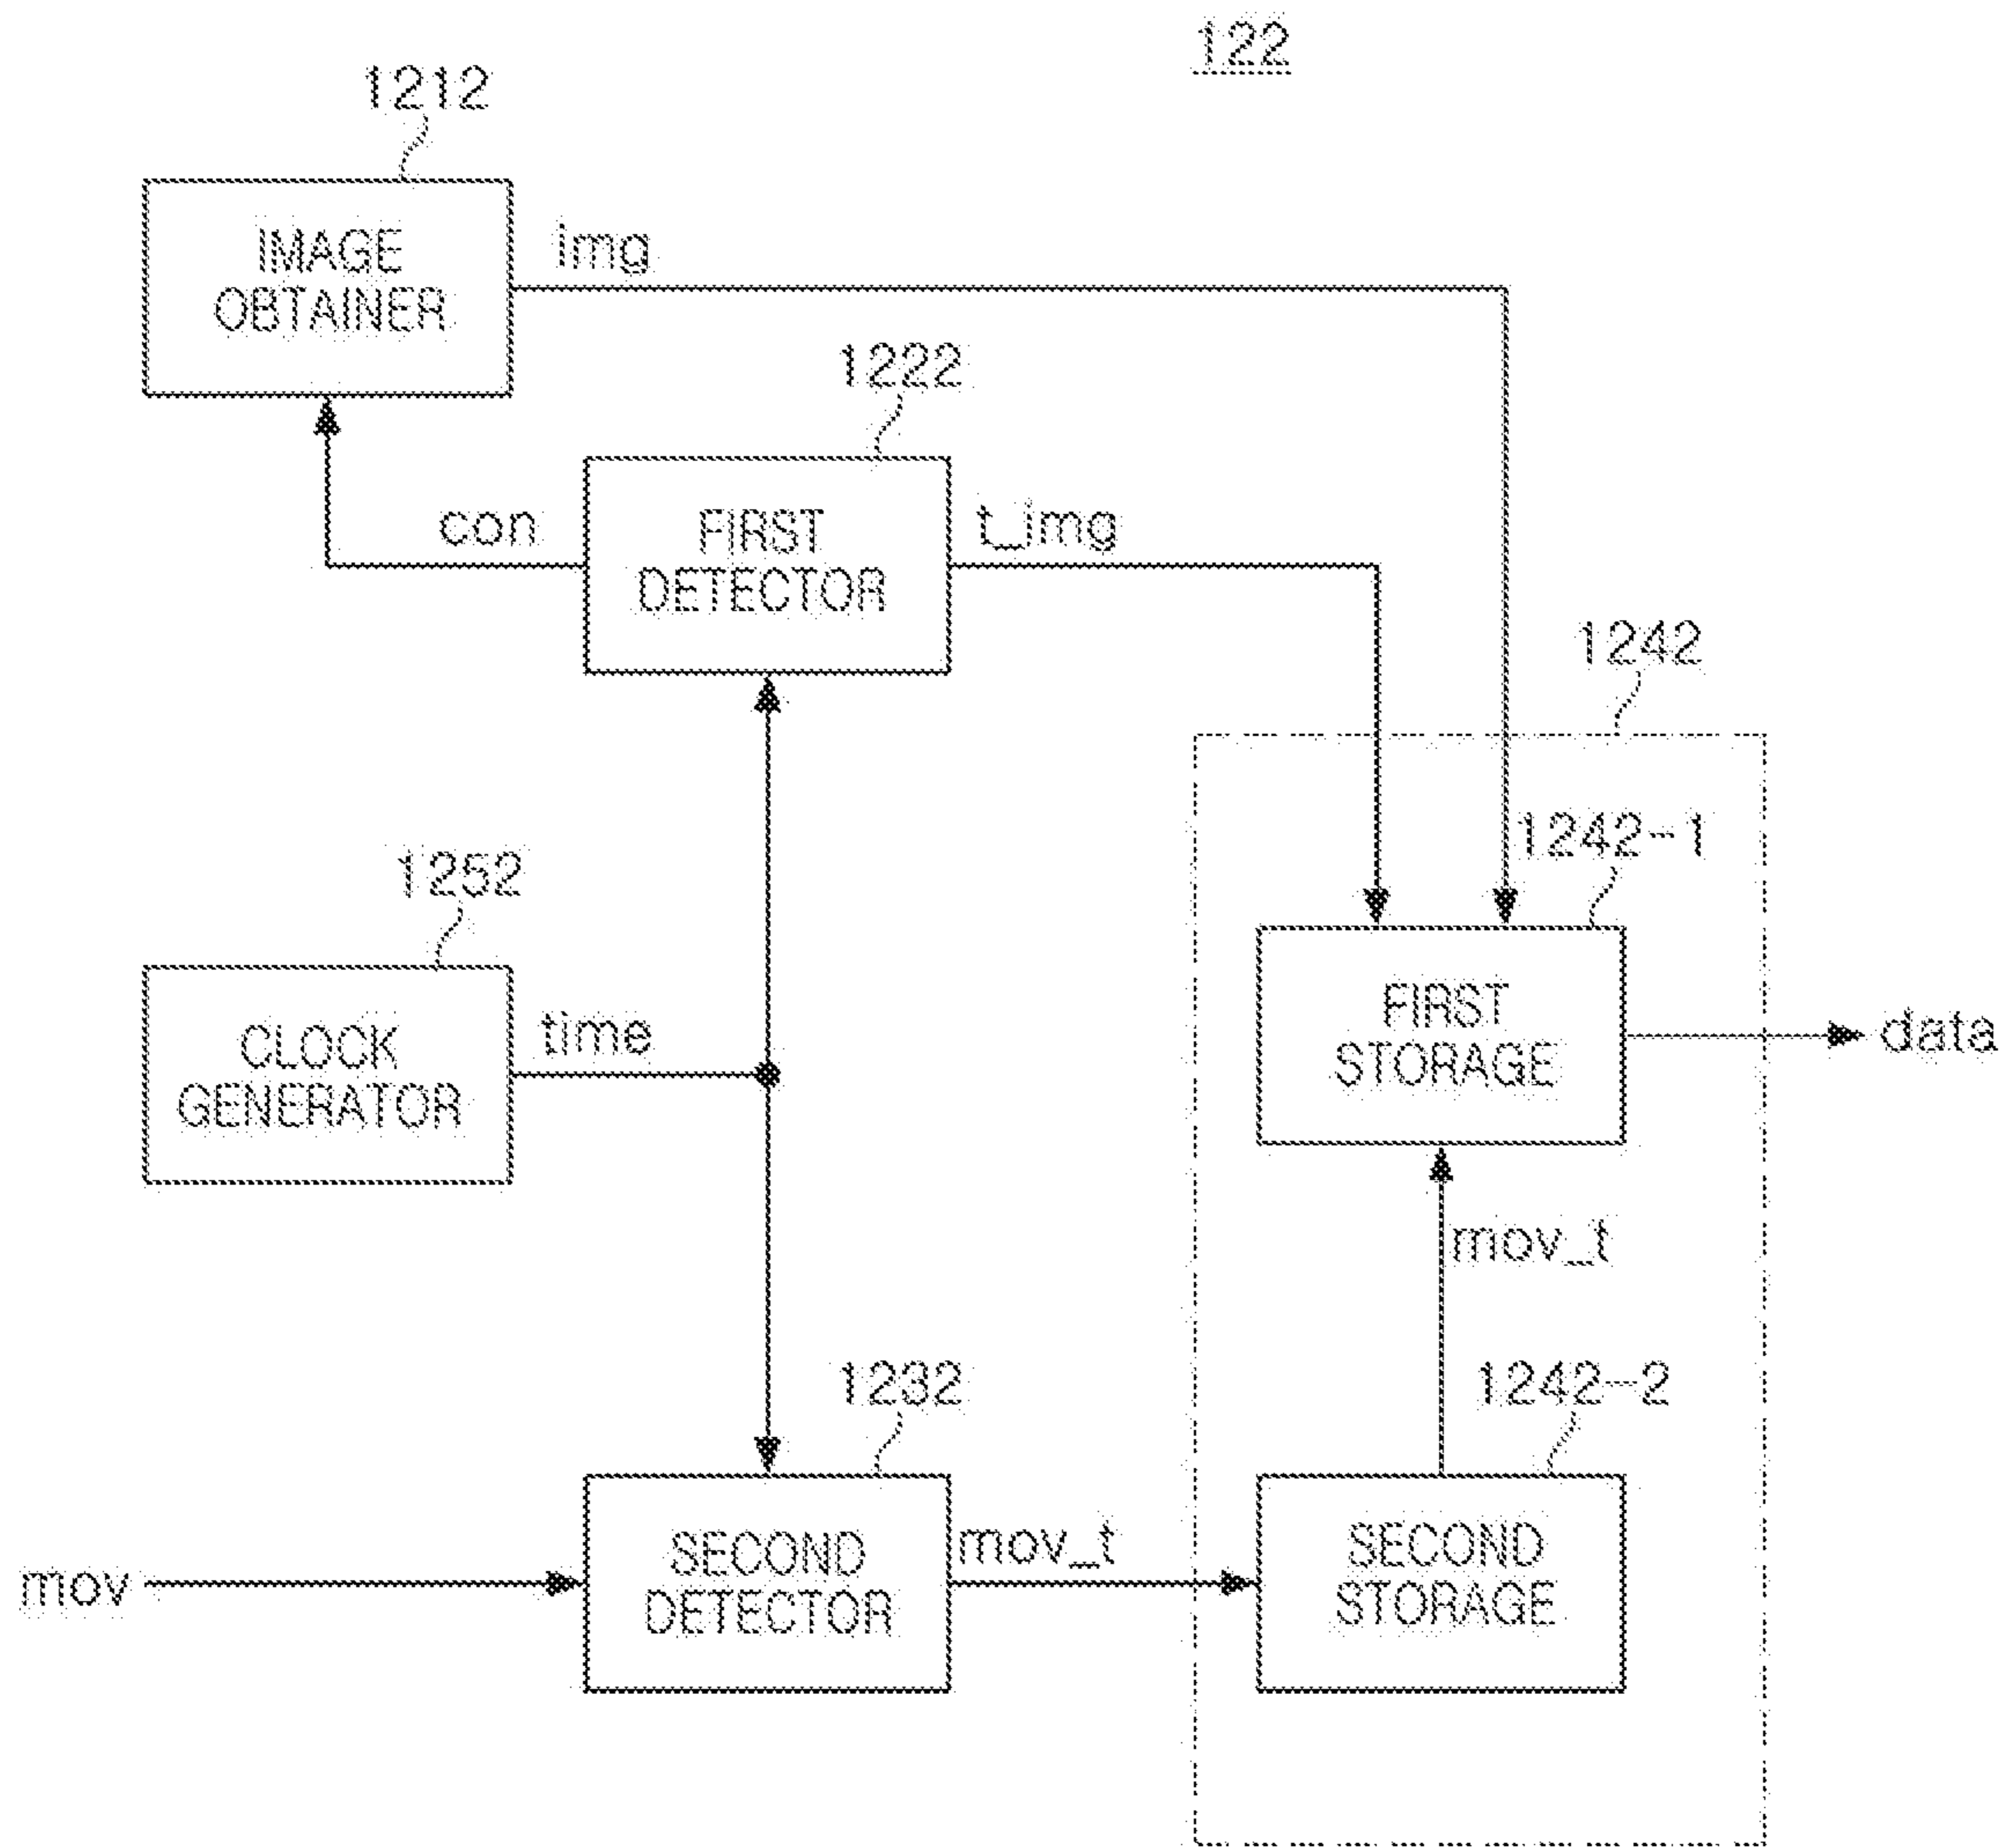 122
1212
IMAGE
OBTAINER
img
1222
con
FIRST
DETECTOR
t_img
1242
1242-1
1252
CLOCK
GENERATOR
time
FIRST
STORAGE
data
mov_t
1232
1242-2
mov
SECOND
DETECTOR
mov_t
SECOND
STORAGE